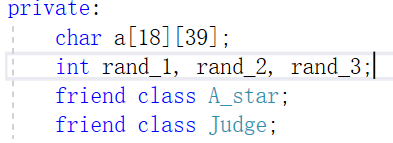 private:
char a[18][39];
int rand_1, rand_2, rand_3;
friend class A_star;
friend class Judge;